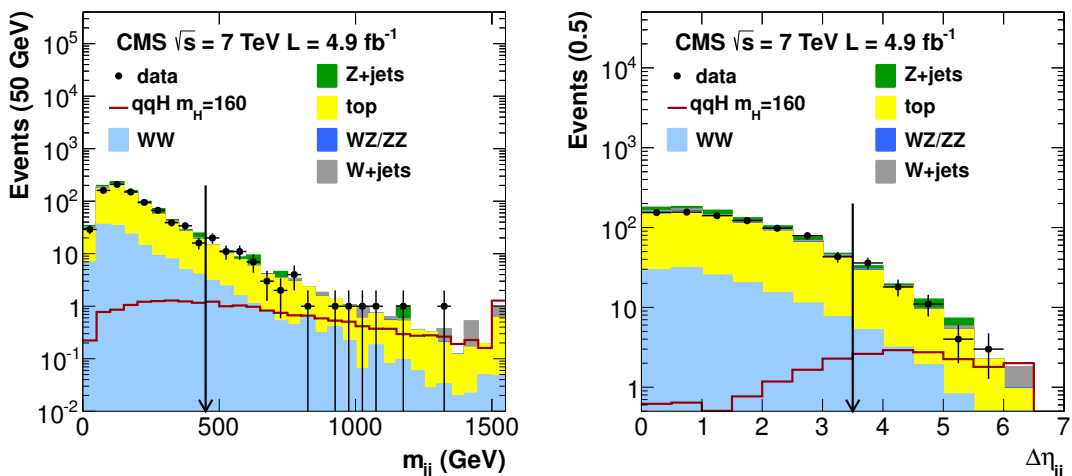 CMS √s = 7 TeV L = 4.9 fb⁻¹
data
qqH m_H=160
WW
Z+jets
top
WZ/ZZ
W+jets
Events (50 GeV)
10⁵
10⁴
10³
10²
10
1
10⁻¹
10⁻²
0 500 1000 1500
m_jj (GeV)
CMS √s = 7 TeV L = 4.9 fb⁻¹
data
qqH m_H=160
WW
Z+jets
top
WZ/ZZ
W+jets
Events (0.5)
10⁴
10³
10²
10
1
0 1 2 3 4 5 6 7
Δη_jj